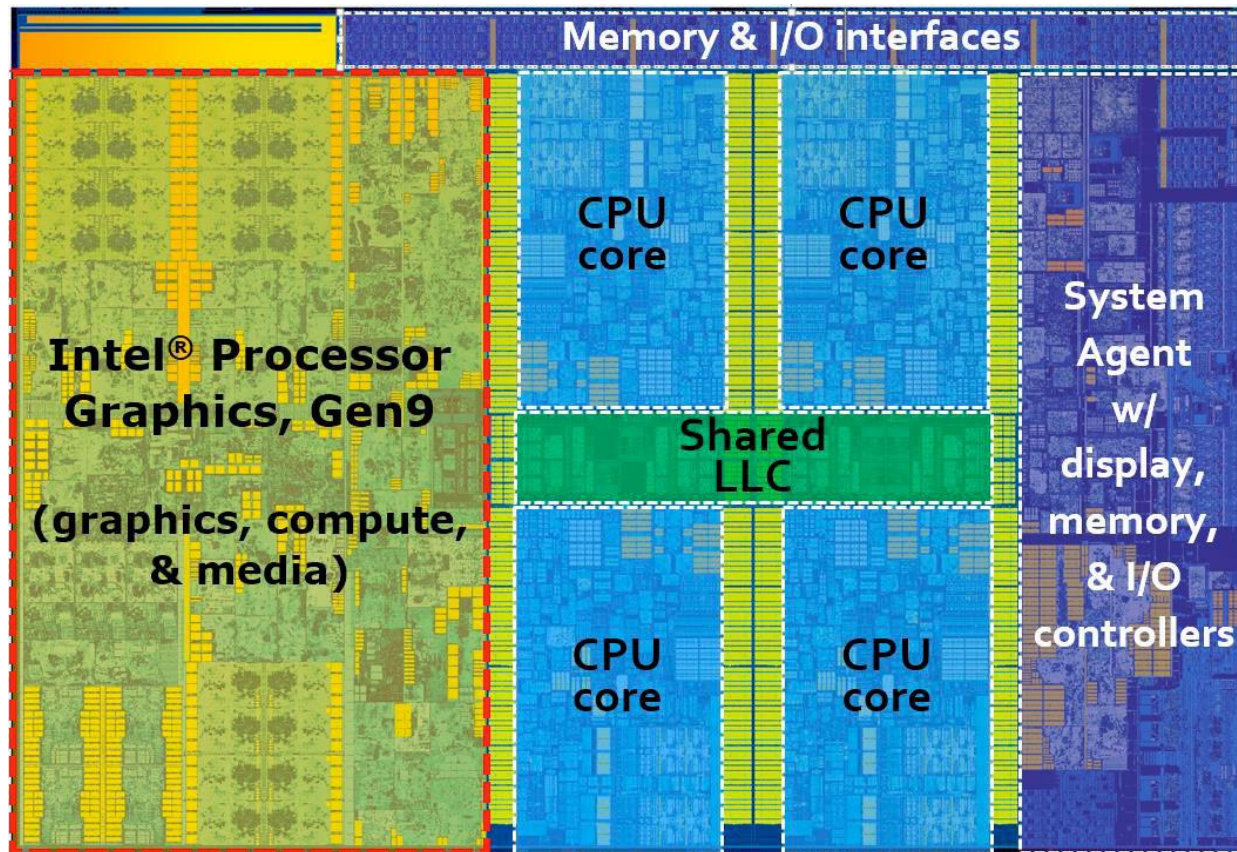 Memory & I/O interfaces
Intel® Processor
Graphics, Gen9
(graphics, compute,
& media)
CPU
core
CPU
core
Shared
LLC
CPU
core
CPU
core
System
Agent
w/
display,
memory,
& I/O
controllers